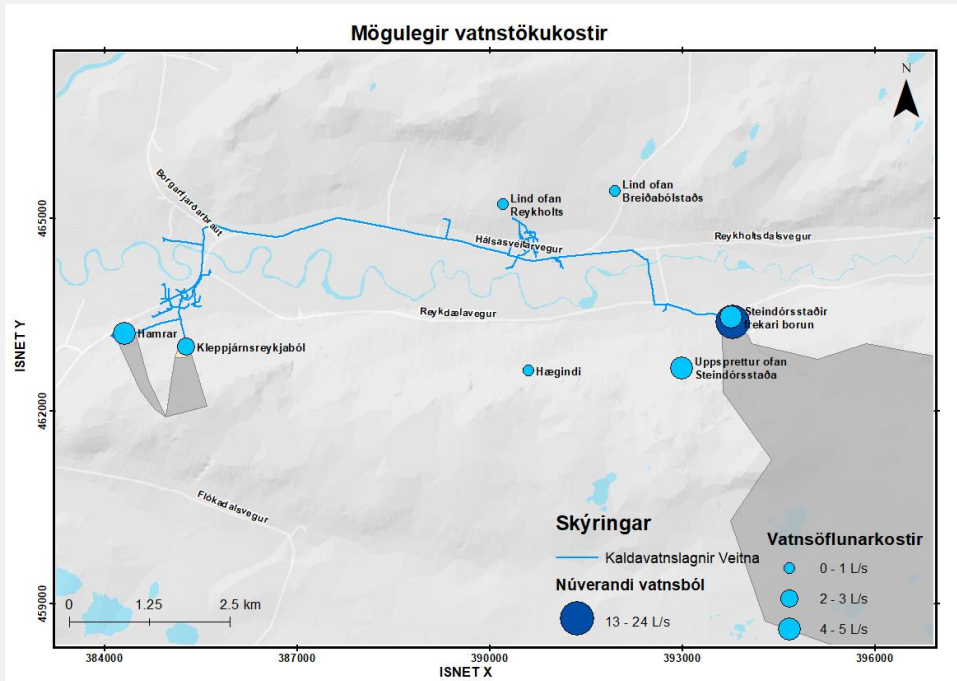 Mögulegir vatnstökukostir
N
Borgarfjarðarbraut
Lind ofan
Reykholts
Lind ofan
Breiðabólstaðs
Hálsasveitarvegur
Reykholtsdalsvegur
Reykdælavegur
Steindórsstaðir
frekari borun
Hamrar
Kleppjárnsreykjaból
Uppsprettur ofan
Steindórsstaða
Hægindi
Flókadalsvegur
465000
462000
459000
ISNET Y
0 1.25 2.5 km
Skýringar
Kaldavatnslagnir Veitna
Núverandi vatnsból
13 - 24 L/s
Vatnsöflunarkostir
0 - 1 L/s
2 - 3 L/s
4 - 5 L/s
384000 387000 390000 393000 396000
ISNET X